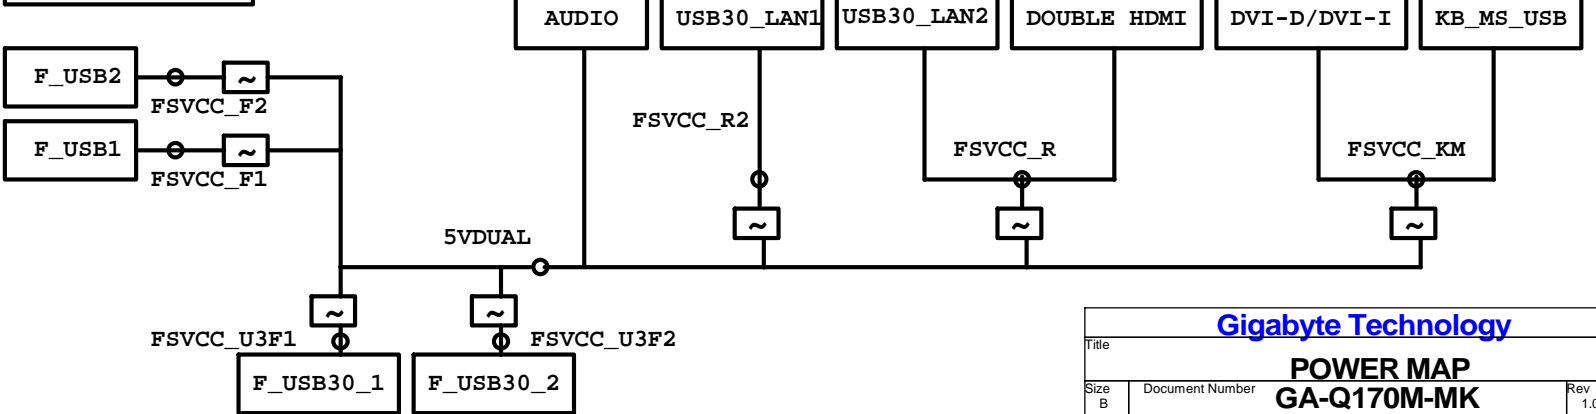 AUDIO
USB30_LAN1
USB30_LAN2
DOUBLE HDMI
DVI-D/DVI-I
KB_MS_USB
F_USB2
~
FSVCC_F2
F_USB1
~
FSVCC_F1
FSVCC_R2
FSVCC_R
FSVCC_KM
~
~
~
5VDUAL
~
~
FSVCC_U3F1
FSVCC_U3F2
F_USB30_1
F_USB30_2
Gigabyte Technology
Title
POWER MAP
Size
B
Document Number
GA-Q170M-MK
Rev